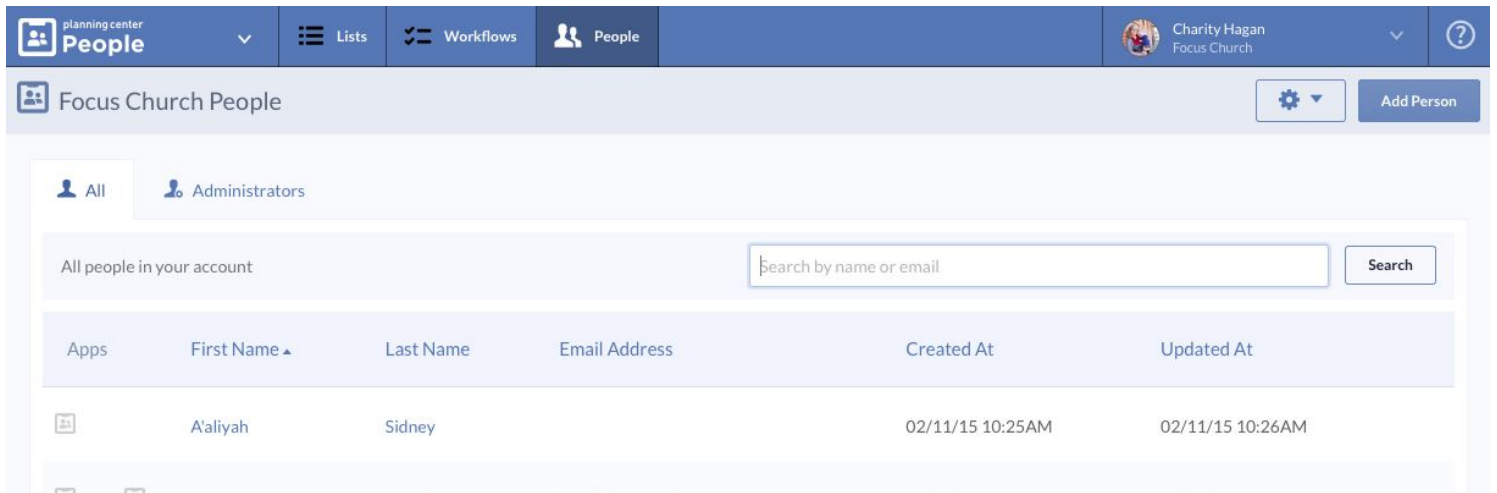 planning center
People
Lists
Workflows
People
Charity Hagan
Focus Church
?
Focus Church People
Add Person
All
Administrators
All people in your account
Search by name or email
Search
Apps First Name Last Name Email Address Created At Updated At
A'aliyah Sidney 02/11/15 10:25AM 02/11/15 10:26AM